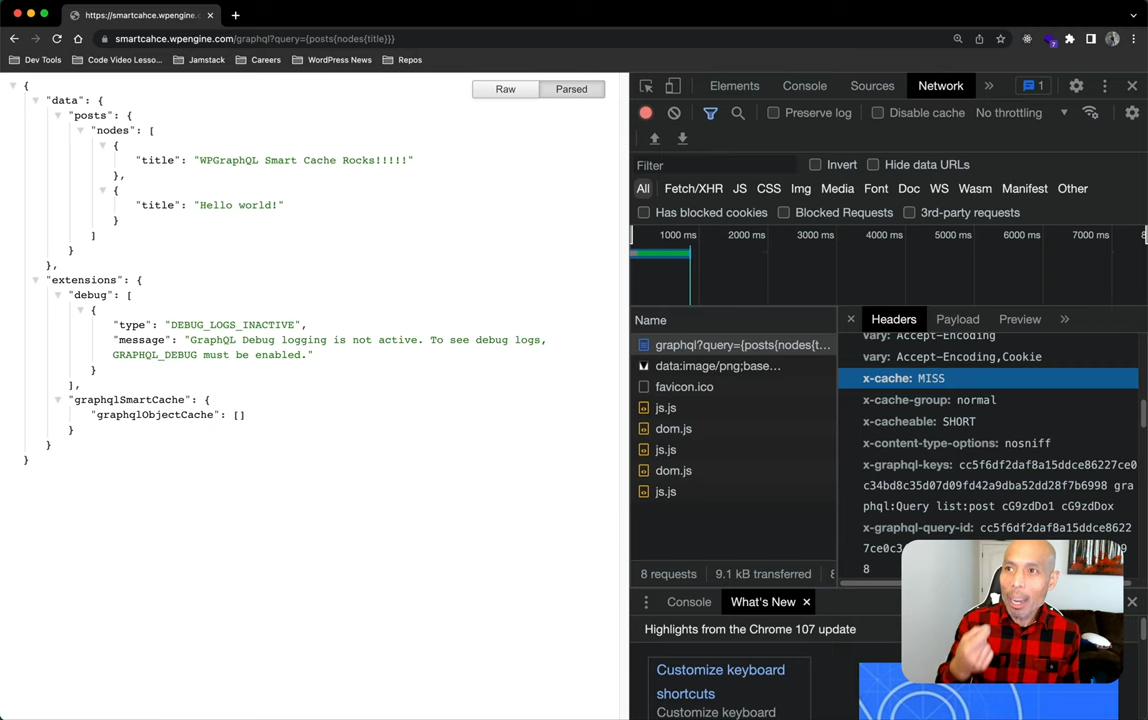 https://smartcahce.wpengine.c
smartcahce.wpengine.com/graphql?query={posts{nodes{title}}}
Dev Tools
Code Video Lesso...
Jamstack
Careers
WordPress News
Repos
7
Raw
Parsed
{
"data": {
"posts": {
"nodes": [
{
"title": "WPGraphQL Smart Cache Rocks!!!!!"
},
{
"title": "Hello world!"
}
]
}
},
"extensions": {
"debug": [
{
"type": "DEBUG_LOGS_INACTIVE",
"message": "GraphQL Debug logging is not active. To see debug logs,
GRAPHQL_DEBUG must be enabled."
}
],
"graphqlSmartCache": {
"graphqlObjectCache": []
}
}
}
Elements
Console
Sources
Network
1
Preserve log
Disable cache
No throttling
Filter
Invert
Hide data URLs
All
Fetch/XHR
JS
CSS
Img
Media
Font
Doc
WS
Wasm
Manifest
Other
Has blocked cookies
Blocked Requests
3rd-party requests
1000 ms
2000 ms
3000 ms
4000 ms
5000 ms
6000 ms
7000 ms
8
Name
graphql?query={posts{nodes{t...
data:image/png;base...
favicon.ico
js.js
dom.js
js.js
dom.js
js.js
8 requests
9.1 kB transferred
Headers
Payload
Preview
vary: Accept-Encoding
vary: Accept-Encoding,Cookie
x-cache: MISS
x-cache-group: normal
x-cacheable: SHORT
x-content-type-options: nosniff
x-graphql-keys: cc5f6df2daf8a15ddce86227ce0
c34bd8c35d07d09fd42a9dba52dd28f7b6998 gra
phql:Query list:post cG9zdDo1 cG9zdDox
x-graphql-query-id: cc5f6df2daf8a15ddce8622
7ce0c3
9
8
Console
What's New
Highlights from the Chrome 107 update
Customize keyboard
shortcuts
Customize keyboard